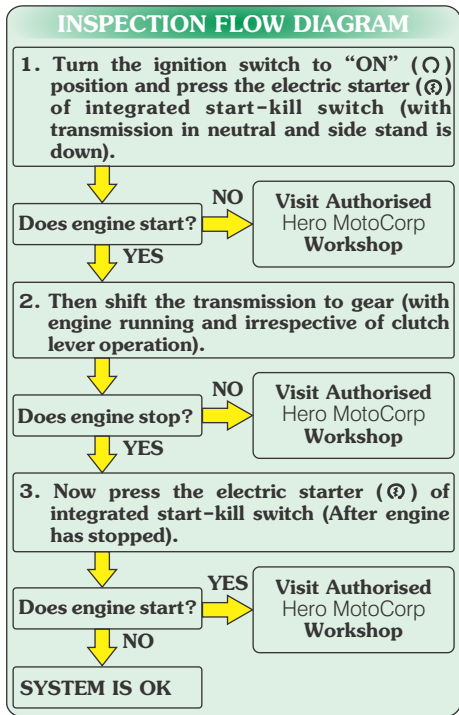 INSPECTION FLOW DIAGRAM
1. Turn the ignition switch to “ON” ( )
position and press the electric starter ( )
of integrated start-kill switch (with
transmission in neutral and side stand is
down).
NO
Does engine start?
Visit Authorised
Hero MotoCorp
Workshop
YES
2. Then shift the transmission to gear (with
engine running and irrespective of clutch
lever operation).
NO
Does engine stop?
Visit Authorised
Hero MotoCorp
Workshop
YES
3. Now press the electric starter ( ) of
integrated start-kill switch (After engine
has stopped).
YES
Does engine start?
Visit Authorised
Hero MotoCorp
Workshop
NO
SYSTEM IS OK